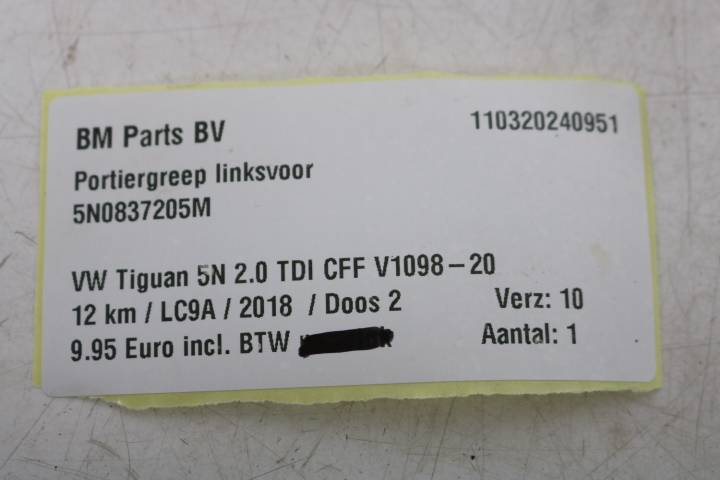 BM Parts BV 110320240951
Portiergreep linksvoor
5N0837205M
VW Tiguan 5N 2.0 TDI CFF V1098-20
12 km / LC9A / 2018 / Doos 2 Verz: 10
9.95 Euro incl. BTW Aantal: 1